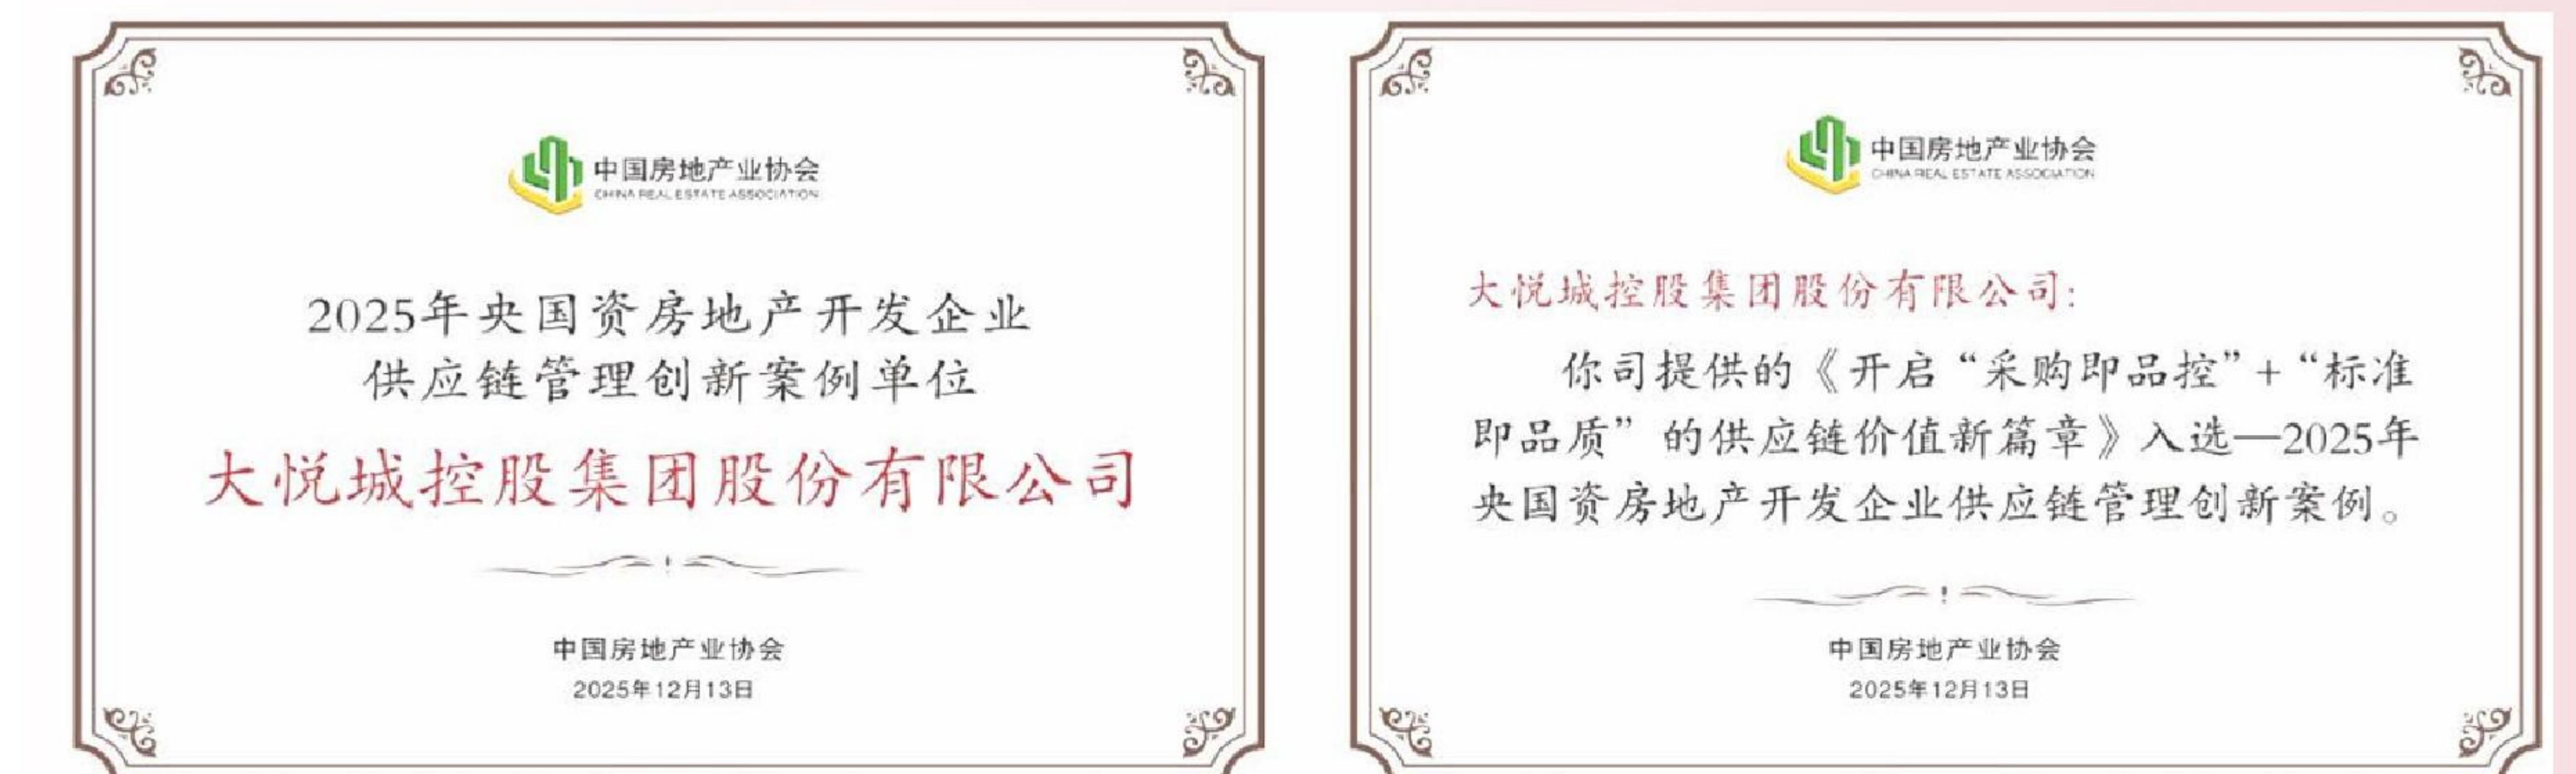 中国房地产业协会
CHINA REAL ESTATE ASSOCIATION
2025年央国资房地产开发企业
供应链管理创新案例单位
大悦城控股集团股份有限公司
中国房地产业协会
2025年12月13日
中国房地产业协会
CHINA REAL ESTATE ASSOCIATION
大悦城控股集团股份有限公司:
你司提供的《开启“采购即品控”+“标准
即品质”的供应链价值新篇章》入选—2025年
央国资房地产开发企业供应链管理创新案例。
中国房地产业协会
2025年12月13日